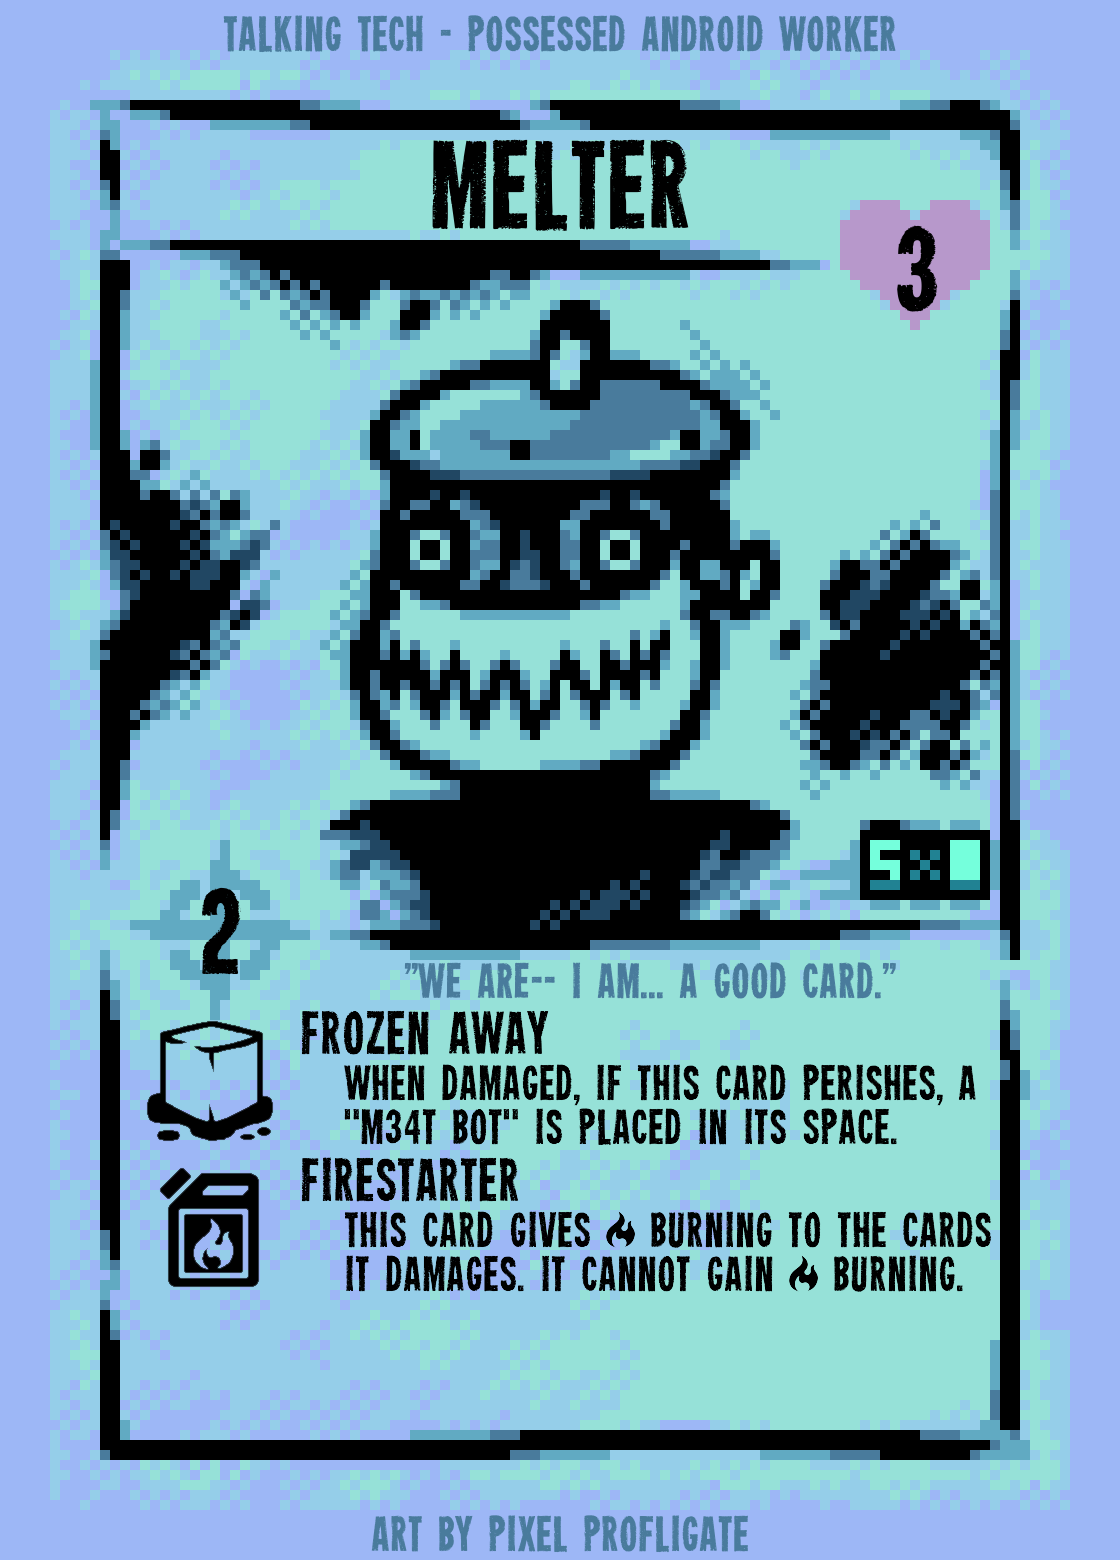 TALKING TECH - POSSESSED ANDROID WORKER
MELTER
3
5
2
"WE ARE-- I AM... A GOOD CARD."
FROZEN AWAY
WHEN DAMAGED, IF THIS CARD PERISHES, A
"M34T BOT" IS PLACED IN ITS SPACE.
FIRESTARTER
THIS CARD GIVES BURNING TO THE CARDS
IT DAMAGES. IT CANNOT GAIN BURNING.
ART BY PIXEL PROFLIGATE